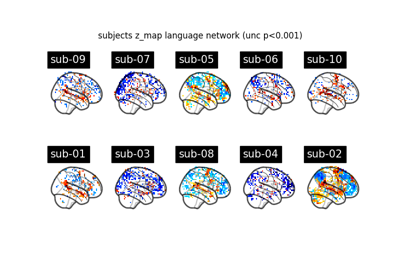 subjects z_map language network (unc p<0.001)
sub-09 sub-07 sub-05 sub-06 sub-10
sub-01 sub-03 sub-08 sub-04 sub-02